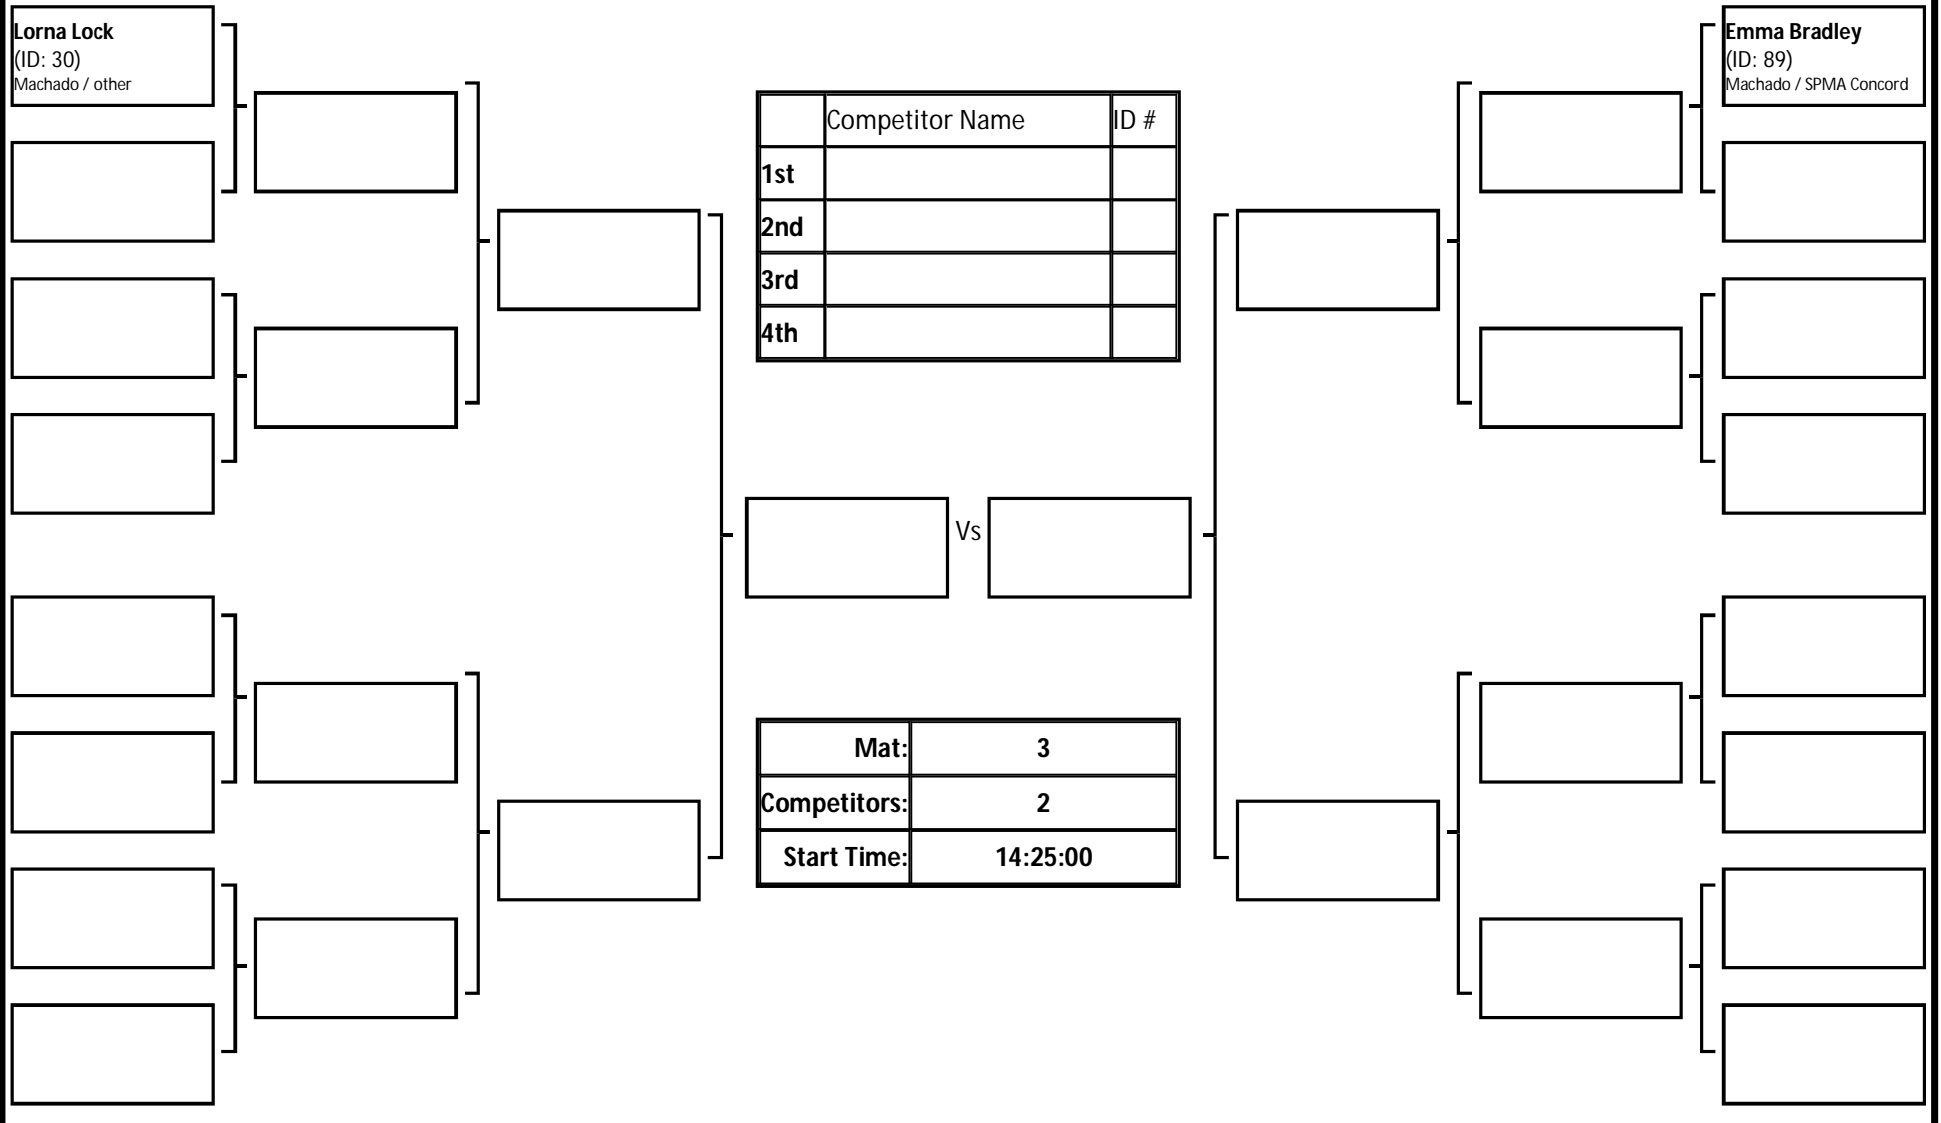 Lorna Lock
(ID: 30)
Machado / other
Emma Bradley
(ID: 89)
Machado / SPMA Concord
Competitor Name ID #
1st
2nd
3rd
4th
Vs
Mat: 3
Competitors: 2
Start Time: 14:25:00